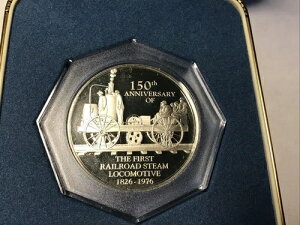 150th
ANNIVERSARY
OF
THE FIRST
RAILROAD STEAM
LOCOMOTIVE
1826-1976